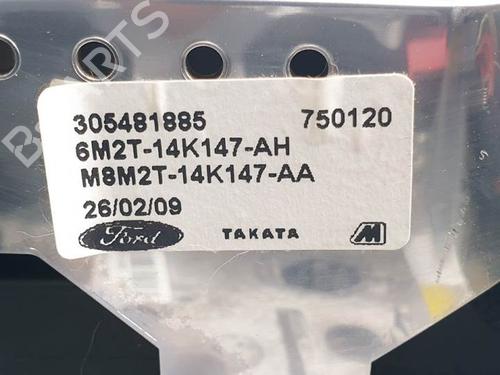 305481885 750120
6M2T-14K147-AH
M8M2T-14K147-AA
26/02/09
Ford TAKATA M